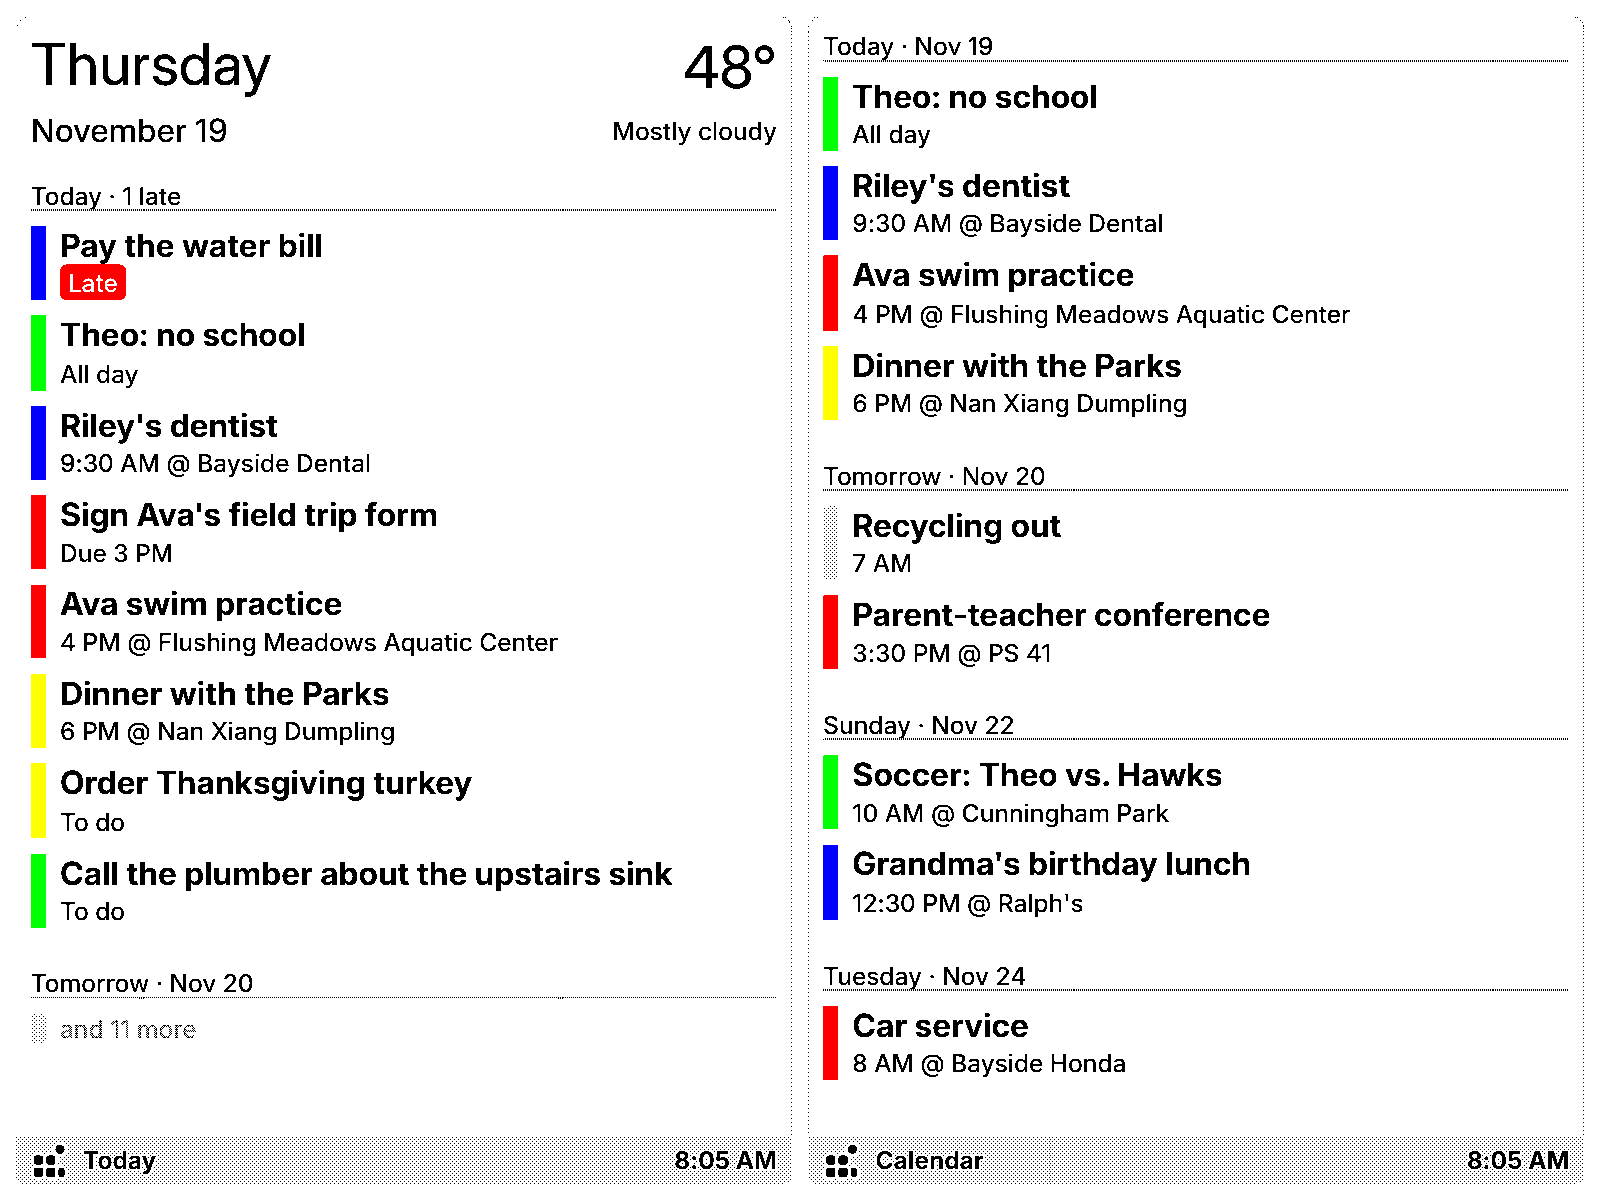 Thursday
48°
November 19
Mostly cloudy
Today · 1 late
Pay the water bill
Late
Theo: no school
All day
Riley's dentist
9:30 AM @ Bayside Dental
Sign Ava's field trip form
Due 3 PM
Ava swim practice
4 PM @ Flushing Meadows Aquatic Center
Dinner with the Parks
6 PM @ Nan Xiang Dumpling
Order Thanksgiving turkey
To do
Call the plumber about the upstairs sink
To do
Tomorrow · Nov 20
and 11 more
Today
8:05 AM
Today · Nov 19
Theo: no school
All day
Riley's dentist
9:30 AM @ Bayside Dental
Ava swim practice
4 PM @ Flushing Meadows Aquatic Center
Dinner with the Parks
6 PM @ Nan Xiang Dumpling
Tomorrow · Nov 20
Recycling out
7 AM
Parent-teacher conference
3:30 PM @ PS 41
Sunday · Nov 22
Soccer: Theo vs. Hawks
10 AM @ Cunningham Park
Grandma's birthday lunch
12:30 PM @ Ralph's
Tuesday · Nov 24
Car service
8 AM @ Bayside Honda
Calendar
8:05 AM